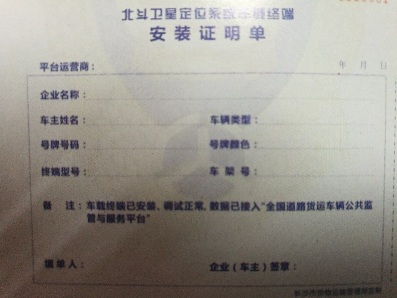 北斗卫星定位系统车载终端
安装证明单
平台运营商： 年 月 日
企业名称：
车主姓名： 车辆类型：
号牌号码： 号牌颜色：
终端型号： 车架号：
备 注：车载终端已安装、调试正常，数据已接入“全国道路货运车辆公共监
管与服务平台”
填单人： 企业（车主）签章：